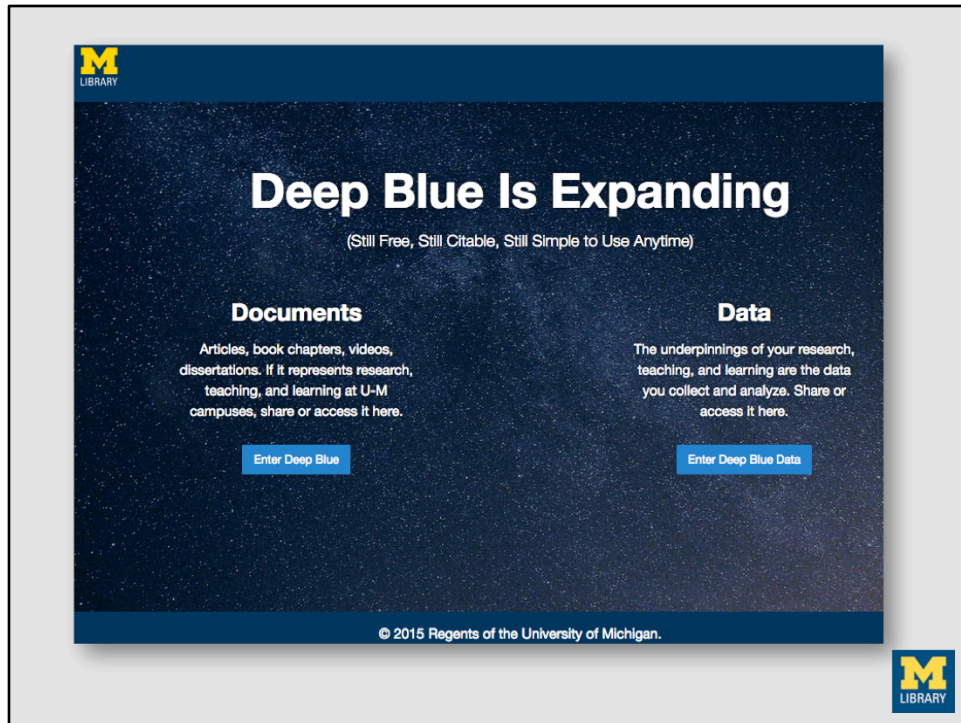 M
LIBRARY
Deep Blue Is Expanding
(Still Free, Still Citable, Still Simple to Use Anytime)
Documents
Articles, book chapters, videos,
dissertations. If it represents research,
teaching, and learning at U-M
campuses, share or access it here.
Enter Deep Blue
Data
The underpinnings of your research,
teaching, and learning are the data
you collect and analyze. Share or
access it here.
Enter Deep Blue Data
© 2015 Regents of the University of Michigan.
M
LIBRARY